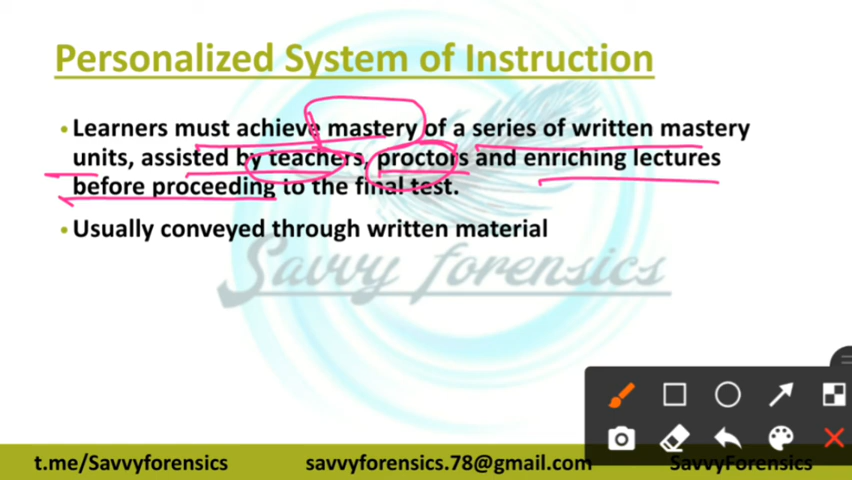 Personalized System of Instruction
• Learners must achieve mastery of a series of written mastery
units, assisted by teachers, proctors and enriching lectures
before proceeding to the final test.
• Usually conveyed through written material
Savvy forensics
t.me/Savvyforensics savvyforensics.78@gmail.com SavvyForensics